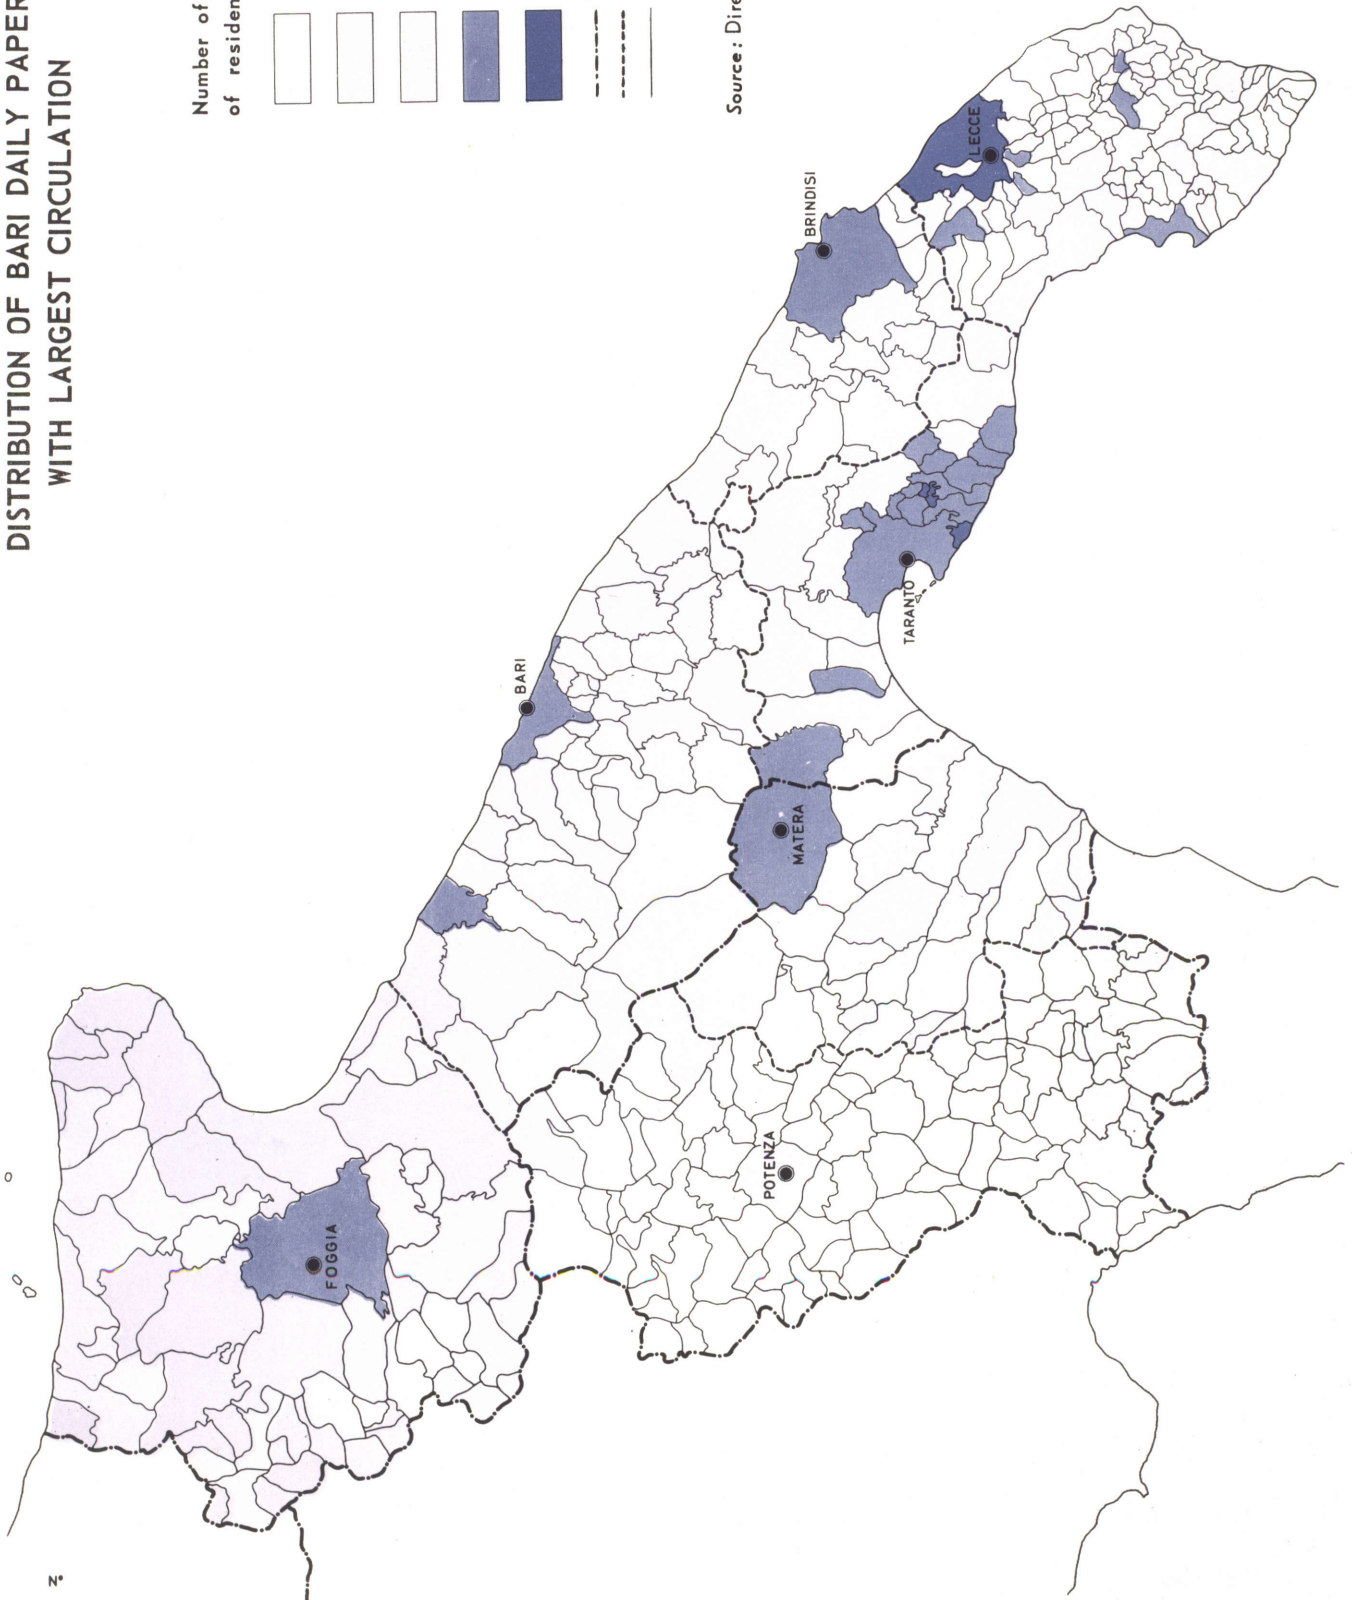 DISTRIBUTION OF BARI DAILY PAPER
WITH LARGEST CIRCULATION
Number of
of residen
Source: Dire
LECCE
BRINDISI
TARANTO
BARI
MATERA
POTENZA
FOGGIA
N°